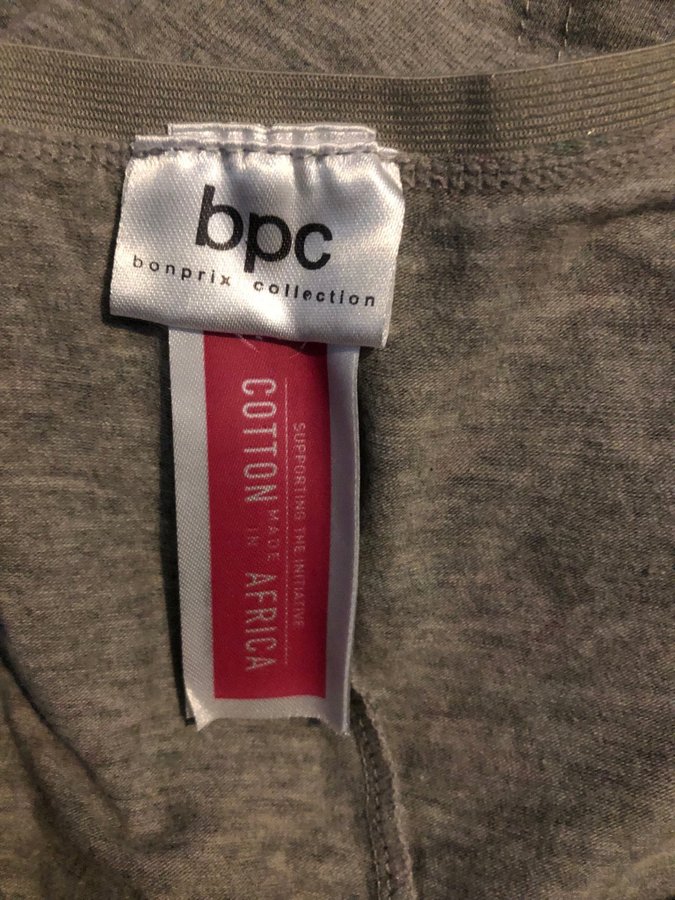 bpc
bonprix collection
SUPPORTING THE INITIATIVE
COTTON MADE IN AFRICA